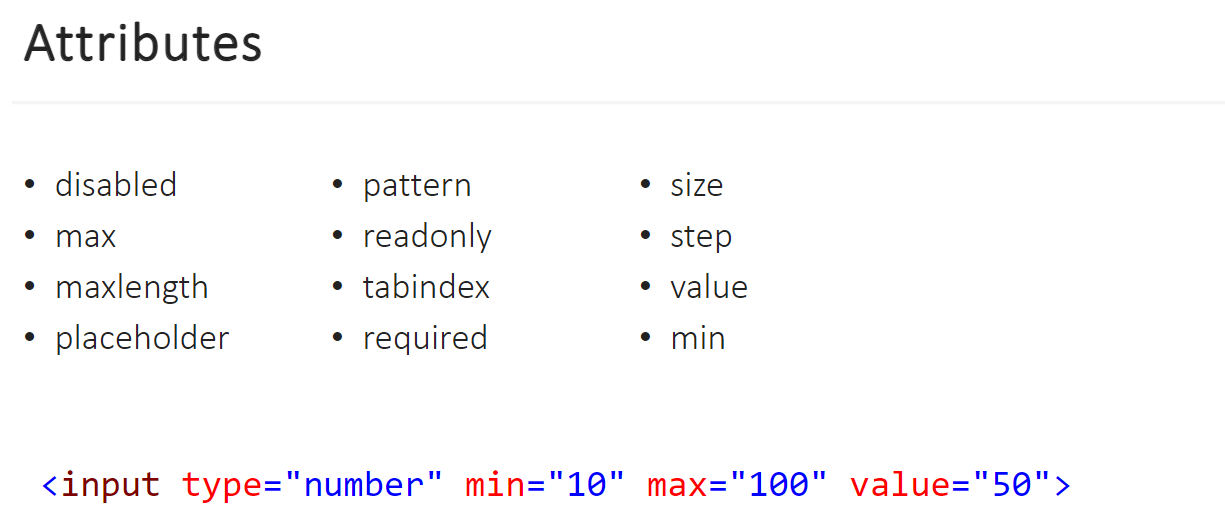 Attributes
• disabled
• max
• maxlength
• placeholder
• pattern
• readonly
• tabindex
• required
• size
• step
• value
• min
<input type="number" min="10" max="100" value="50">